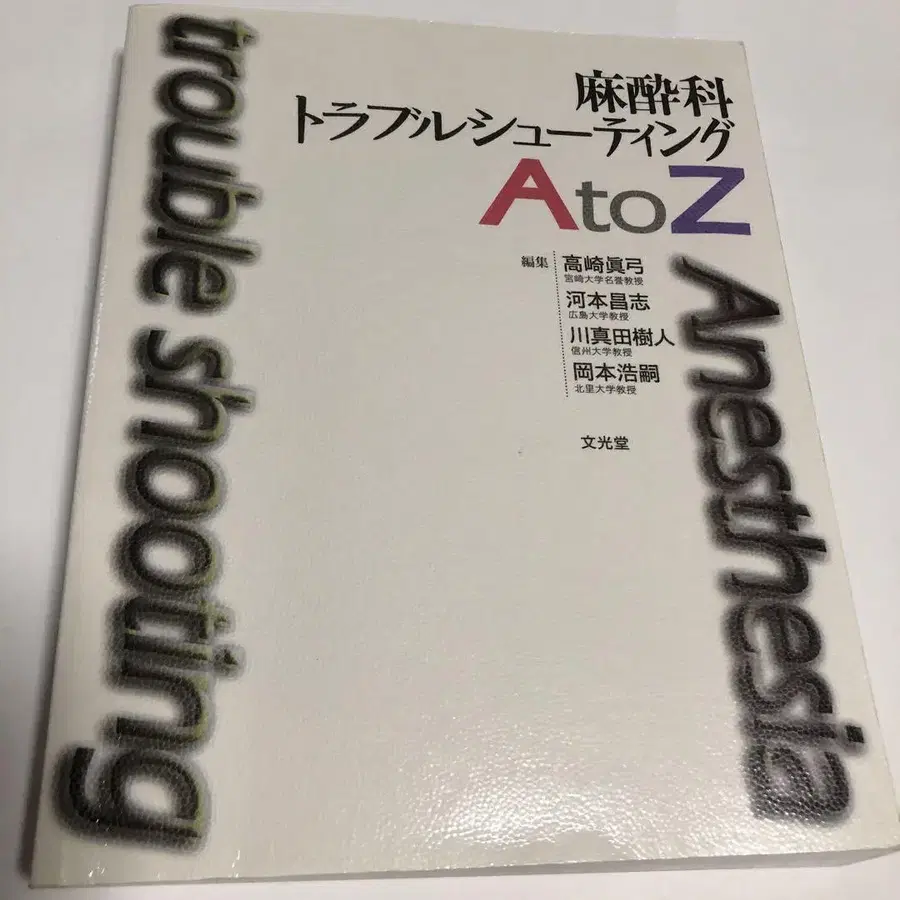 麻酔科
トラブルシューティング
AtoZ
編集
高崎眞弓
宮崎大学名誉教授
河本昌志
広島大学教授
川真田樹人
信州大学教授
岡本浩嗣
北里大学教授
文光堂
trouble shooting
Anesthesia